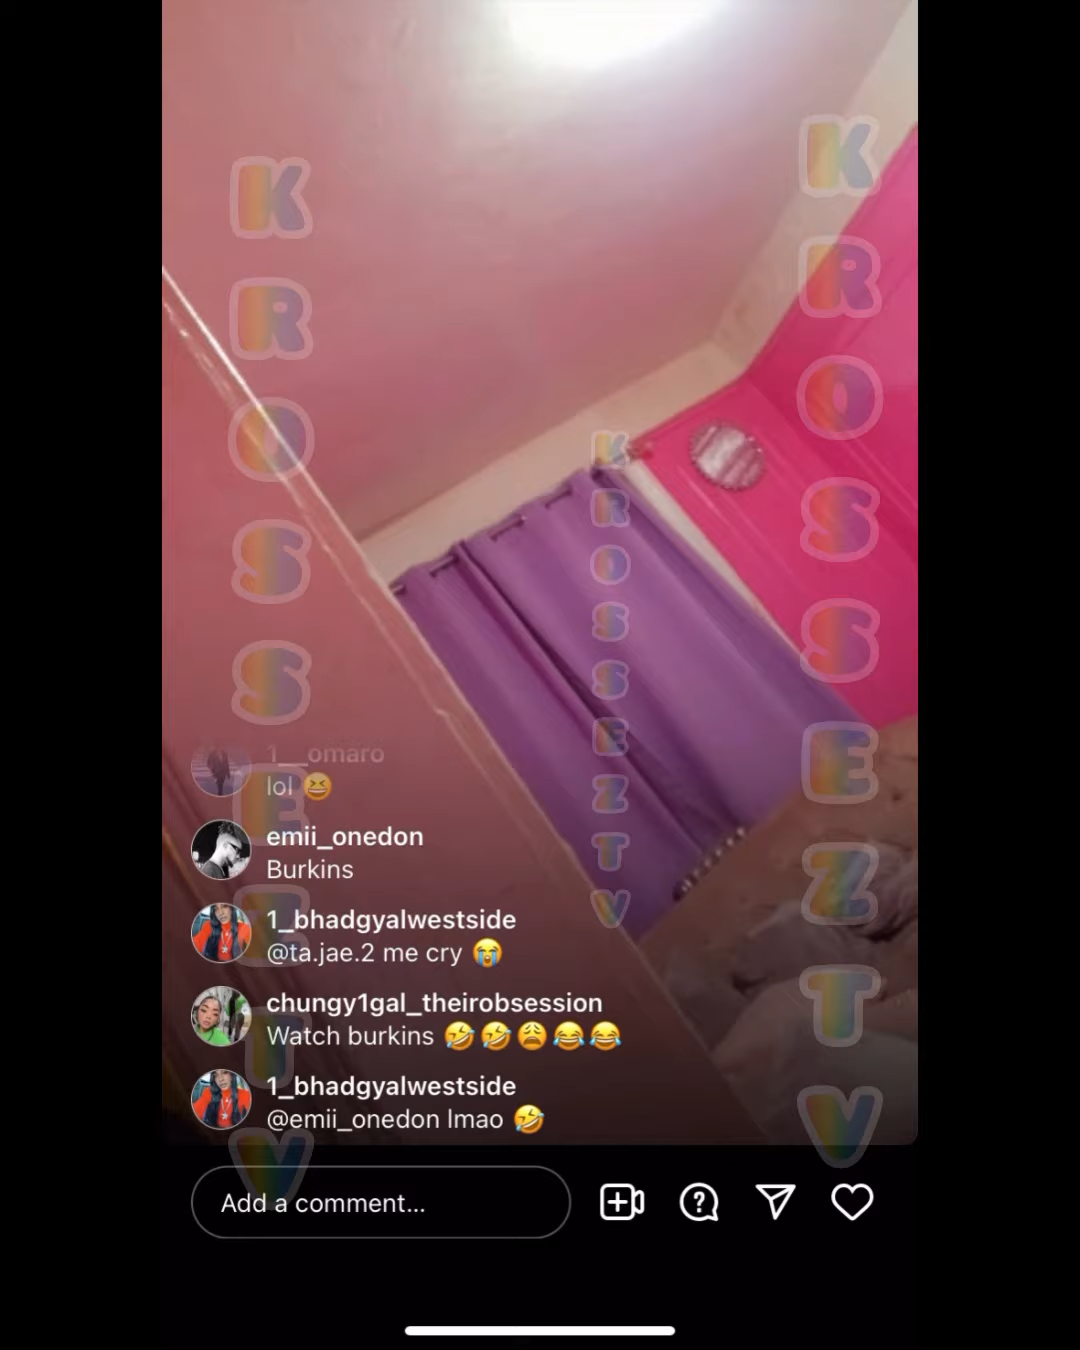 KROSSEZTV
KROSSEZTV
KROSSEZTV
1__omaro
lol 😆
emii_onedon
Burkins
1_bhadgyalwestside
@ta.jae.2 me cry 😭
chungy1gal_theirobsession
Watch burkins 🤣🤣😩😂😂
1_bhadgyalwestside
@emii_onedon lmao 🤣
Add a comment...